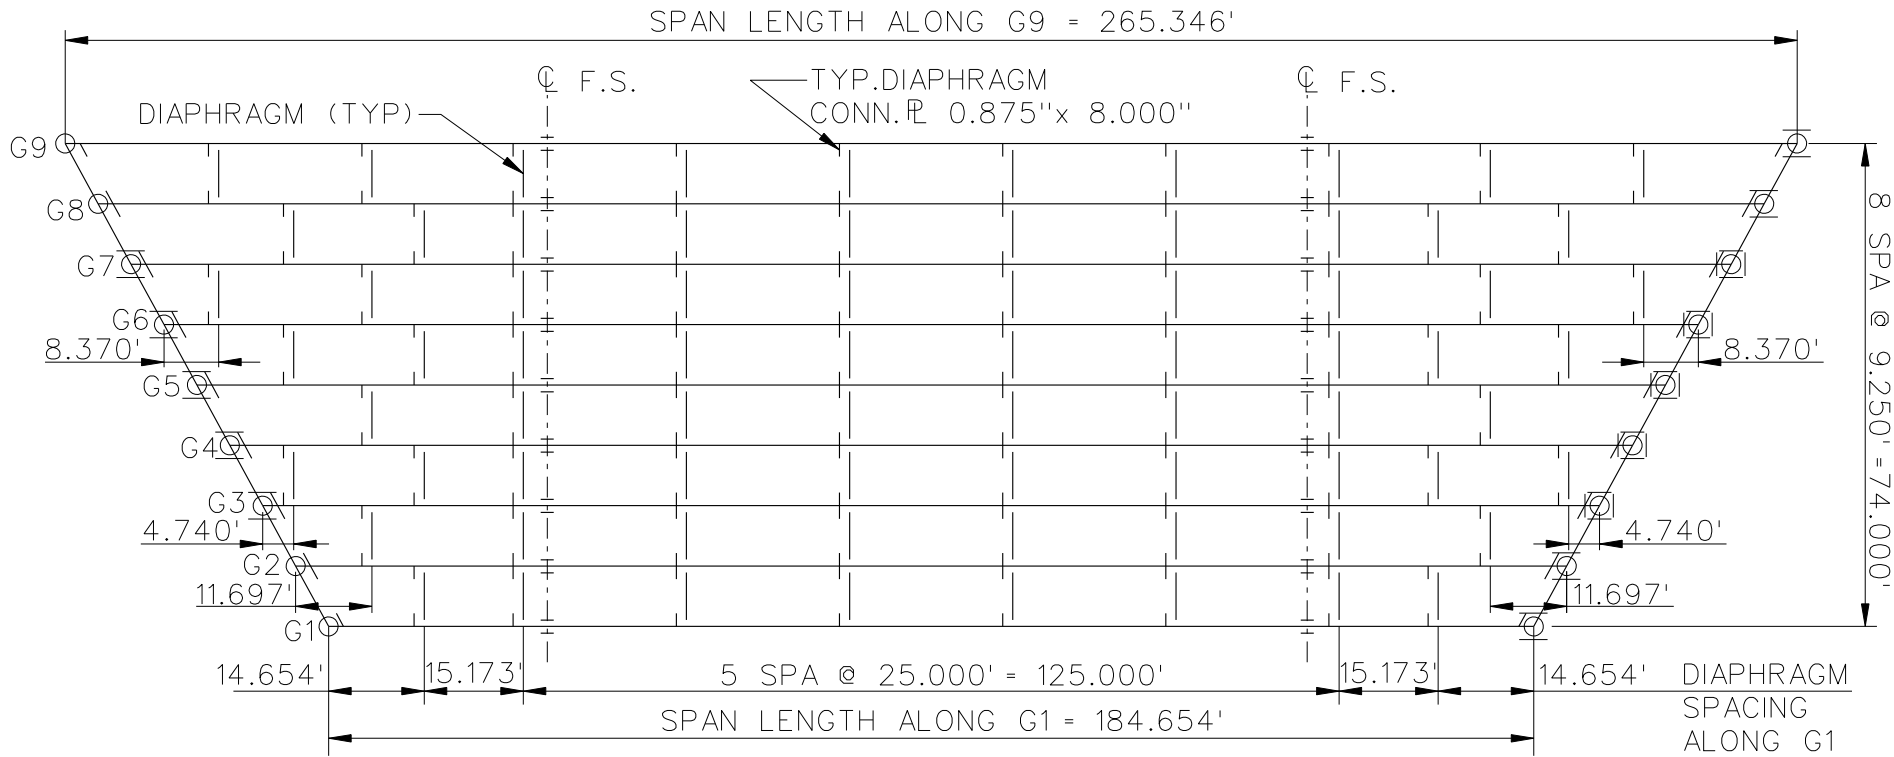 SPAN LENGTH ALONG G9 = 265.346'
℄ F.S.
TYP.DIAPHRAGM
CONN.PL 0.875"x 8.000"
℄ F.S.
DIAPHRAGM (TYP)
G9
G8
G7
G6
8.370'
8.370'
G5
G4
G3
4.740'
4.740'
G2
11.697'
11.697'
G1
8 SPA @ 9.250'=74.000'
14.654'
15.173'
5 SPA @ 25.000'= 125.000'
15.173'
14.654'
DIAPHRAGM
SPACING
ALONG G1
SPAN LENGTH ALONG G1 = 184.654'